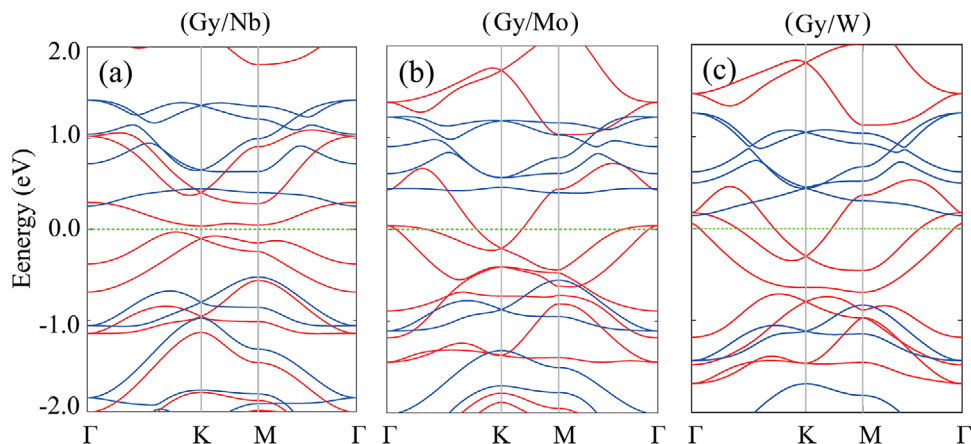 (Gy/Nb) (Gy/Mo) (Gy/W)
(a) (b) (c)
2.0
1.0
0.0
-1.0
-2.0
Eenergy (eV)
Γ K M Γ Γ K M Γ Γ K M Γ